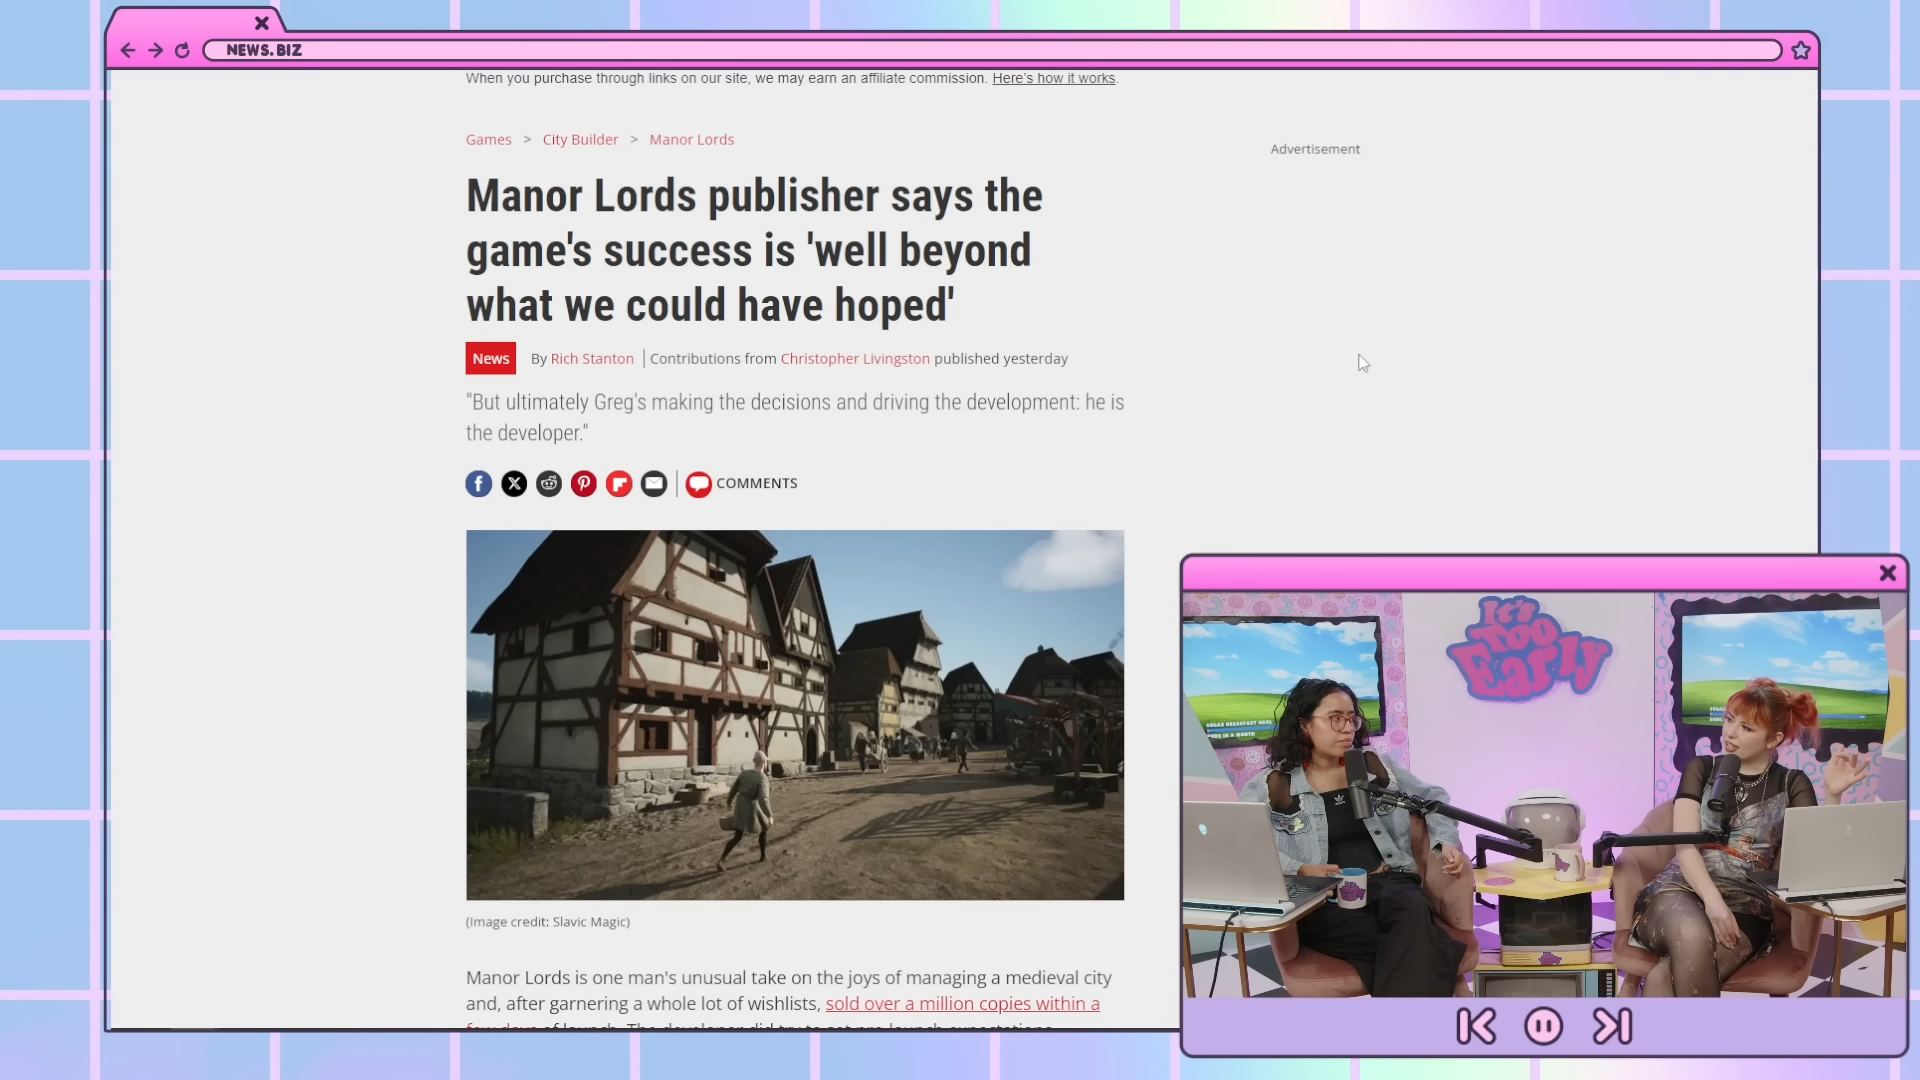 NEWS.BIZ
When you purchase through links on our site, we may earn an affiliate commission. Here's how it works.
Games > City Builder > Manor Lords
Advertisement
Manor Lords publisher says the
game's success is 'well beyond
what we could have hoped'
News By Rich Stanton | Contributions from Christopher Livingston published yesterday
"But ultimately Greg's making the decisions and driving the development: he is
the developer."
COMMENTS
(Image credit: Slavic Magic)
Manor Lords is one man's unusual take on the joys of managing a medieval city
and, after garnering a whole lot of wishlists, sold over a million copies within a
It's
Too
Early
SUGAR BREAKFAST GOAL